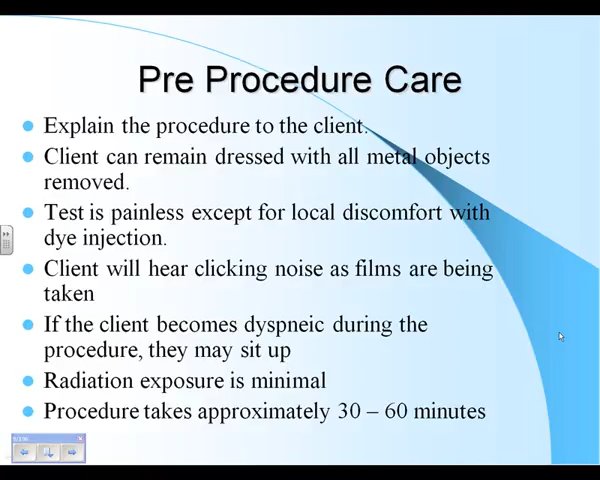 Pre Procedure Care
Explain the procedure to the client.
Client can remain dressed with all metal objects
removed.
Test is painless except for local discomfort with
dye injection.
Client will hear clicking noise as films are being
taken
If the client becomes dyspneic during the
procedure, they may sit up
Radiation exposure is minimal
Procedure takes approximately 30 – 60 minutes